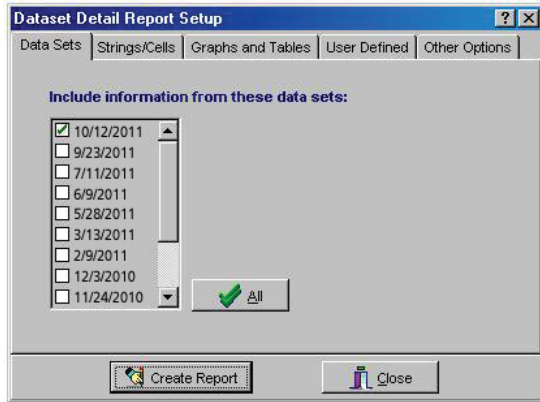 Dataset Detail Report Setup
Data Sets Strings/Cells Graphs and Tables User Defined Other Options
Include information from these data sets:
10/12/2011
9/23/2011
7/11/2011
6/9/2011
5/28/2011
3/13/2011
2/9/2011
12/3/2010
11/24/2010
All
Create Report Close